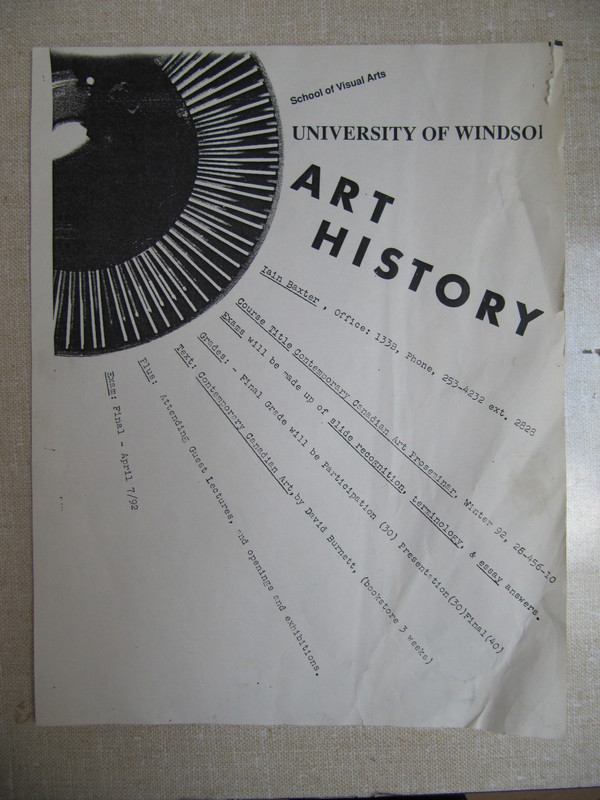 School of Visual Arts
UNIVERSITY OF WINDSOR
ART
HISTORY
Iain Baxter , Office: 133B, Phone, 253-4232 ext. 2828
Course Title Contemporary Canadian Art Proseminar, Winter 92, 28-456-10
Exams will be made up of slide recognition, terminology, & essay answers.
Grades: - Final Grade will be Participation (30) Presentation(30)Final(40)
Text: Contemporary Canadian Art,by David Burnett, (bookstore 3 weeks)
Plus: Attending Guest Lectures, and openings and exhibitions.
Exam: Final - April 7/92